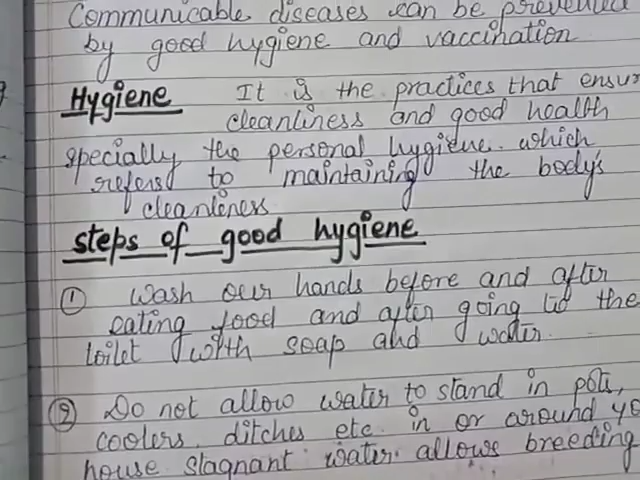 Communicable diseases can be prevented
by good hygiene and vaccination
Hygiene It is the practices that ensur
cleanliness and good health
specially the personal hygiene. which
refers to maintaining the body's
cleanleness
steps of good hygiene
① Wash our hands before and after
eating food and after going to the
toilet with soap and water.
② Do not allow water to stand in pots,
coolers, ditches etc. in or around yo
house stagnant water. allows breeding